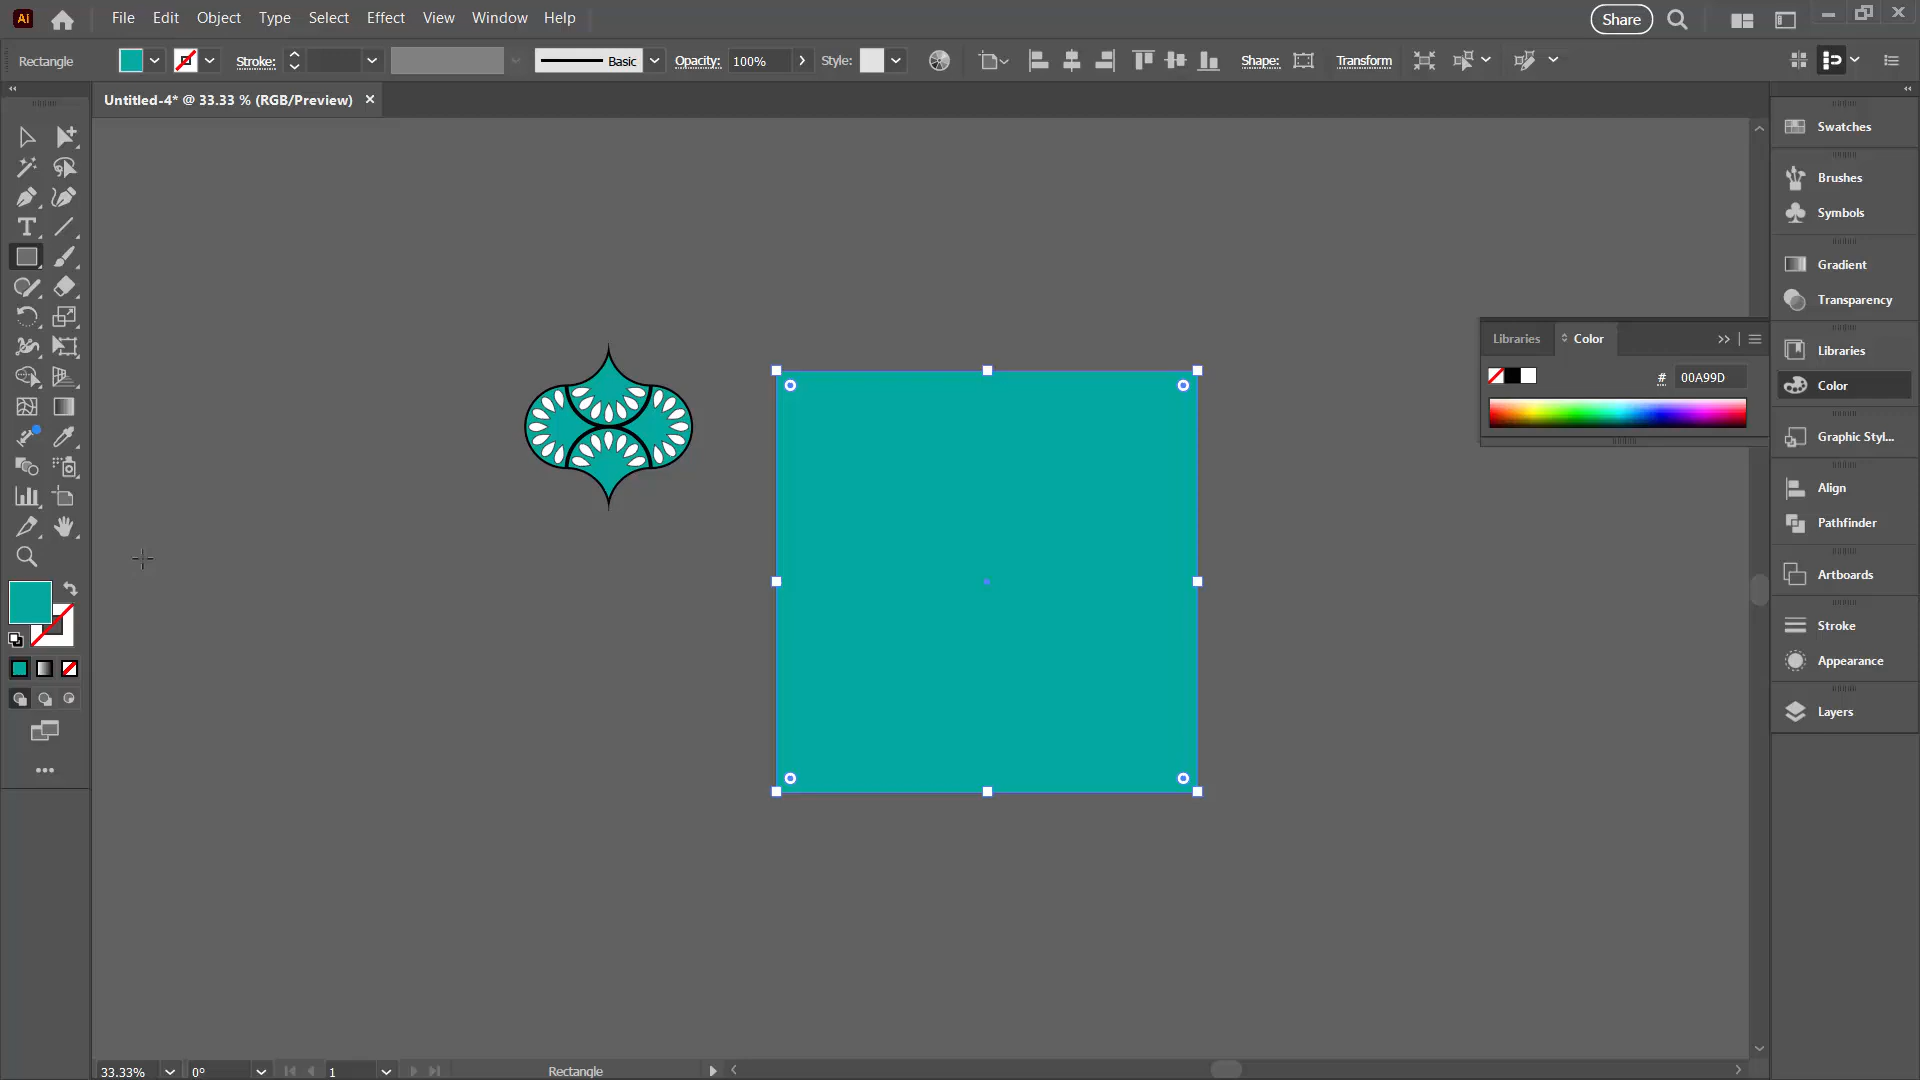 Ai File Edit Object Type Select Effect View Window Help Share
Rectangle Stroke: Basic Opacity: 100% Style: Shape: Transform
Untitled-4* @ 33.33 % (RGB/Preview) ×
Swatches
Brushes
Symbols
Gradient
Transparency
Libraries Color
# 00A99D
Libraries
Color
Graphic Styl...
Align
Pathfinder
Artboards
Stroke
Appearance
Layers
33.33% 0° 1 Rectangle